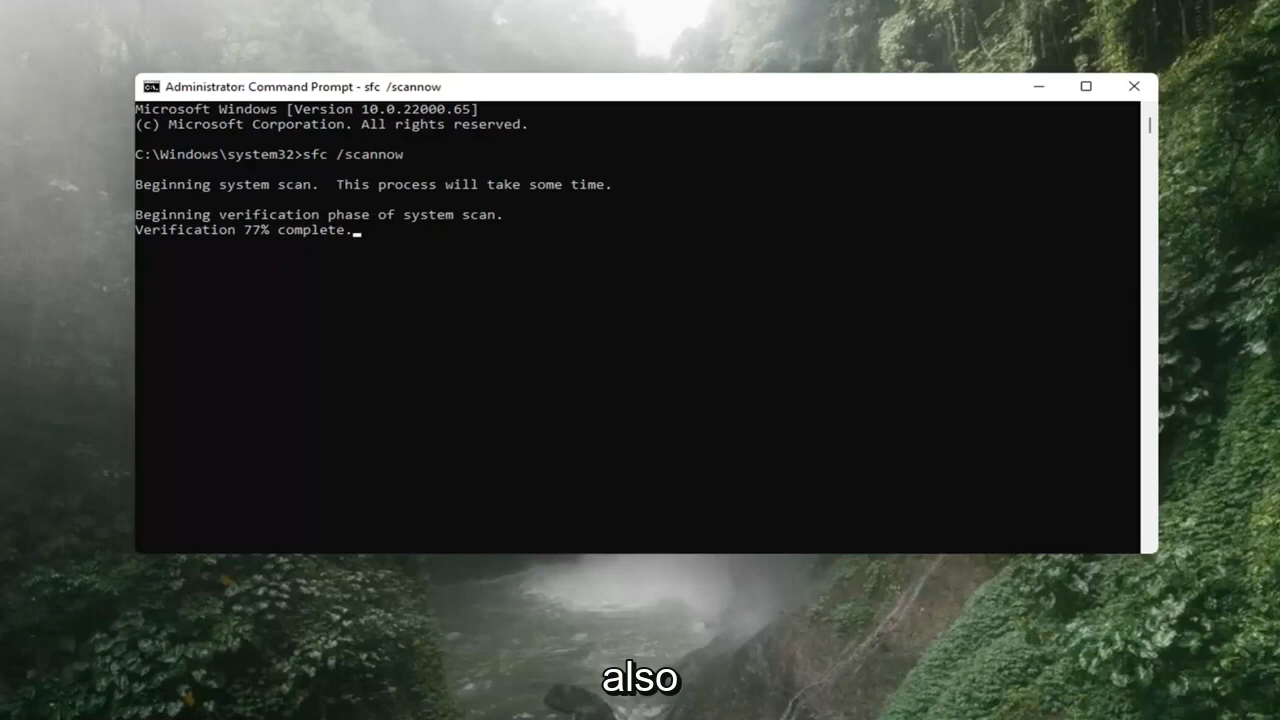 Administrator: Command Prompt - sfc  /scannow
Microsoft Windows [Version 10.0.22000.65]
(c) Microsoft Corporation. All rights reserved.
C:\Windows\system32>sfc /scannow
Beginning system scan.  This process will take some time.
Beginning verification phase of system scan.
Verification 77% complete.
also